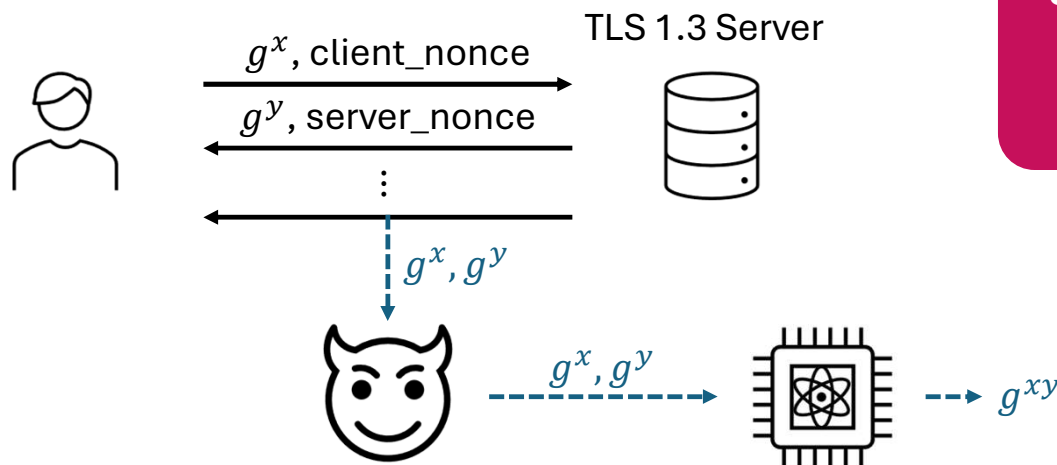 TLS 1.3 Server
g^x, client_nonce
g^y, server_nonce
⋮
g^x, g^y
g^x, g^y
g^{xy}